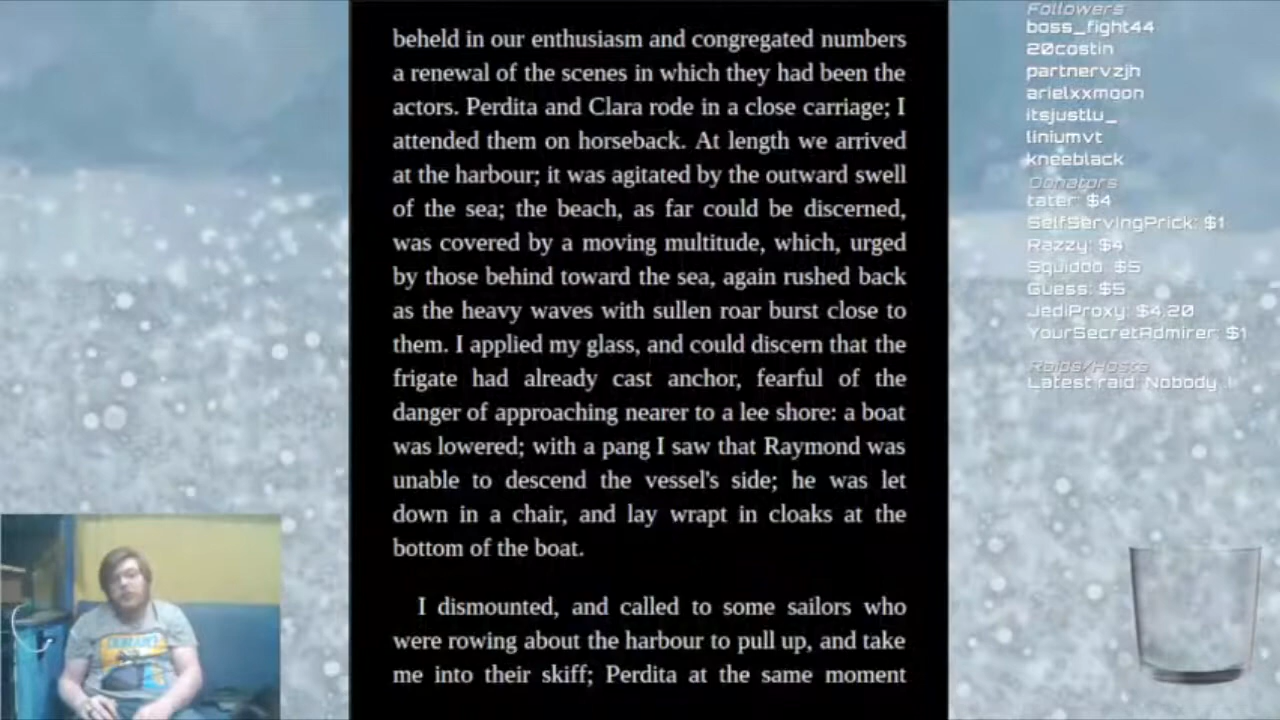 beheld in our enthusiasm and congregated numbers
a renewal of the scenes in which they had been the
actors. Perdita and Clara rode in a close carriage; I
attended them on horseback. At length we arrived
at the harbour; it was agitated by the outward swell
of the sea; the beach, as far could be discerned,
was covered by a moving multitude, which, urged
by those behind toward the sea, again rushed back
as the heavy waves with sullen roar burst close to
them. I applied my glass, and could discern that the
frigate had already cast anchor, fearful of the
danger of approaching nearer to a lee shore: a boat
was lowered; with a pang I saw that Raymond was
unable to descend the vessel's side; he was let
down in a chair, and lay wrapt in cloaks at the
bottom of the boat.
I dismounted, and called to some sailors who
were rowing about the harbour to pull up, and take
me into their skiff; Perdita at the same moment
Followers
boss_fight44
20costin
partnervzjh
arielxxmoon
itsjustlu_
liniumvt
kneeblack
Donators
tater: $4
SelfServingPrick: $1
Razzy: $4
Squidoo: $5
Guess: $5
JediProxy: $4.20
YourSecretAdmirer: $1
Raids/Hosts
Latest raid: Nobody !